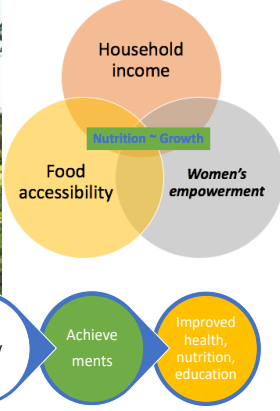 Household
income
Nutrition ~ Growth
Food
accessibility
Women's
empowerment
Achieve
ments
Improved
health,
nutrition,
education